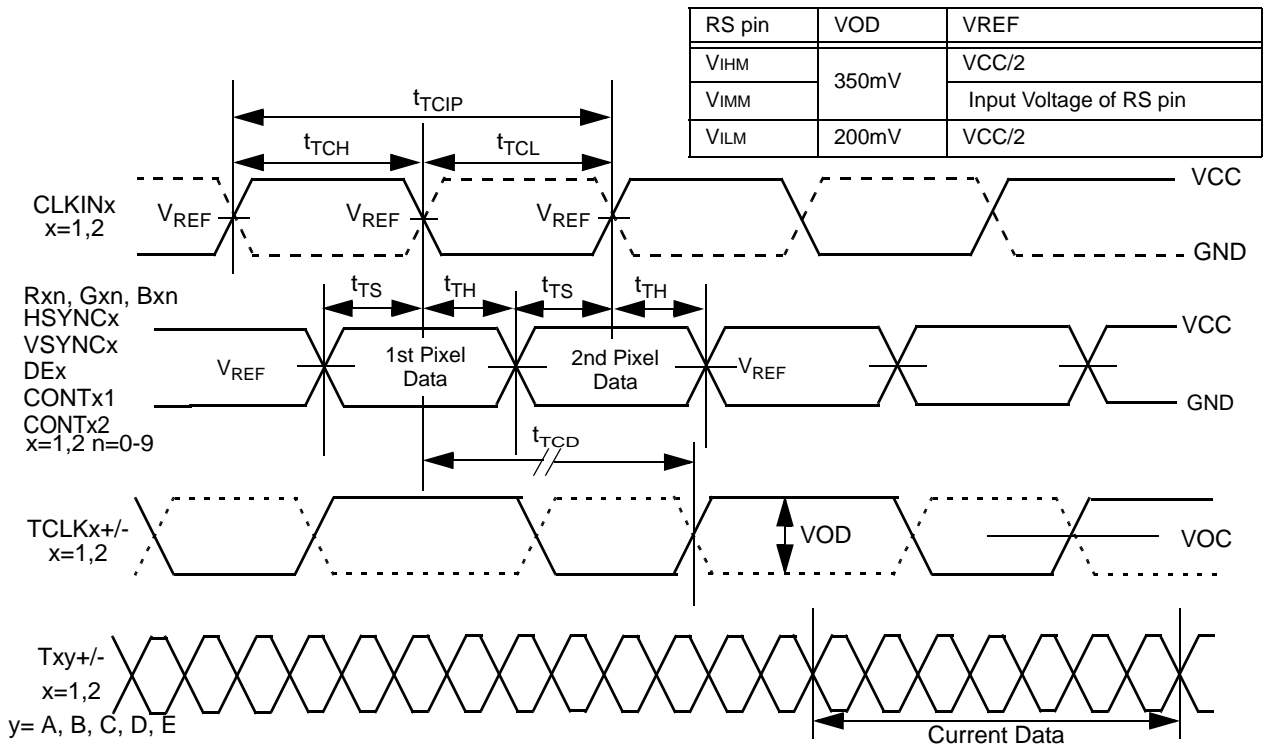 RS pin VOD VREF
VIHM 350mV VCC/2
VIMM Input Voltage of RS pin
VILM 200mV VCC/2
tTCIP
tTCH tTCL
CLKINx
x=1,2
VREF VREF VREF
VCC
GND
tTS tTH tTS tTH
Rxn, Gxn, Bxn
HSYNCx
VSYNCx
DEx
CONTx1
CONTx2
x=1,2 n=0-9
VREF
1st Pixel
Data
2nd Pixel
Data
VREF
VCC
GND
tTCD
TCLKx+/-
x=1,2
VOD
VOC
Txy+/-
x=1,2
y= A, B, C, D, E
Current Data